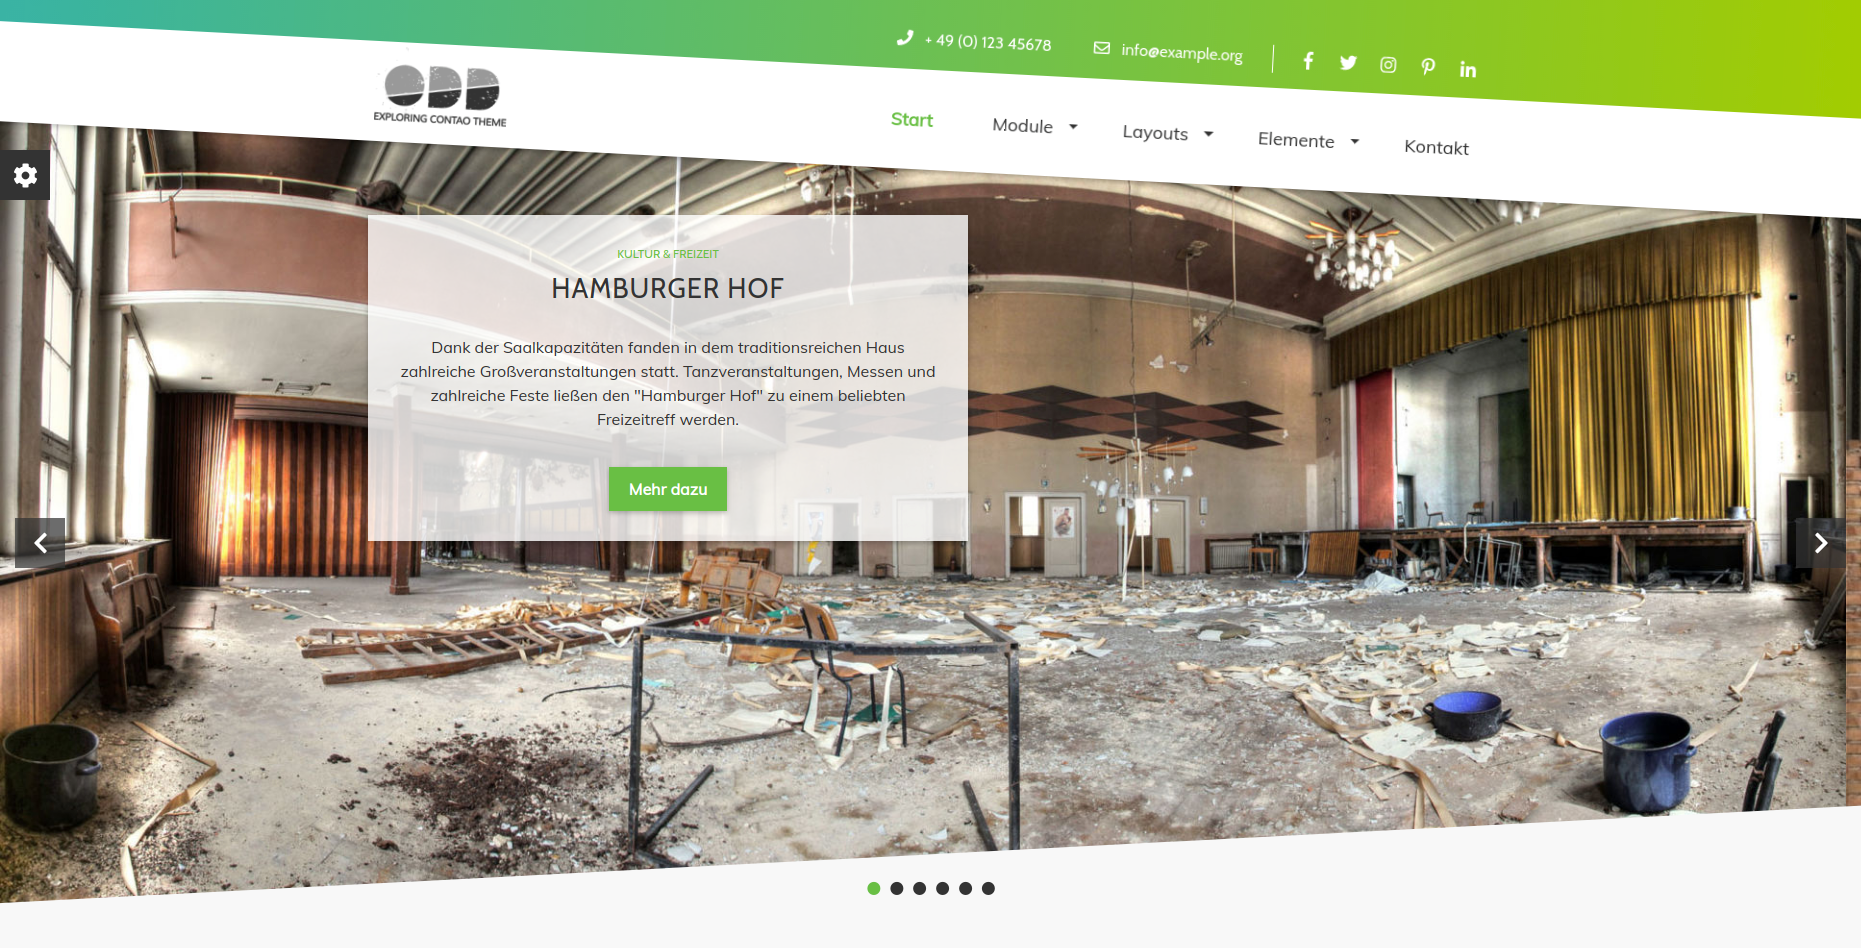 + 49 (0) 123 45678
info@example.org
ODD
EXPLORING CONTAO THEME
Start
Module
Layouts
Elemente
Kontakt
KULTUR & FREIZEIT
HAMBURGER HOF
Dank der Saalkapazitäten fanden in dem traditionsreichen Haus
zahlreiche Großveranstaltungen statt. Tanzveranstaltungen, Messen und
zahlreiche Feste ließen den "Hamburger Hof" zu einem beliebten
Freizeitreff werden.
Mehr dazu